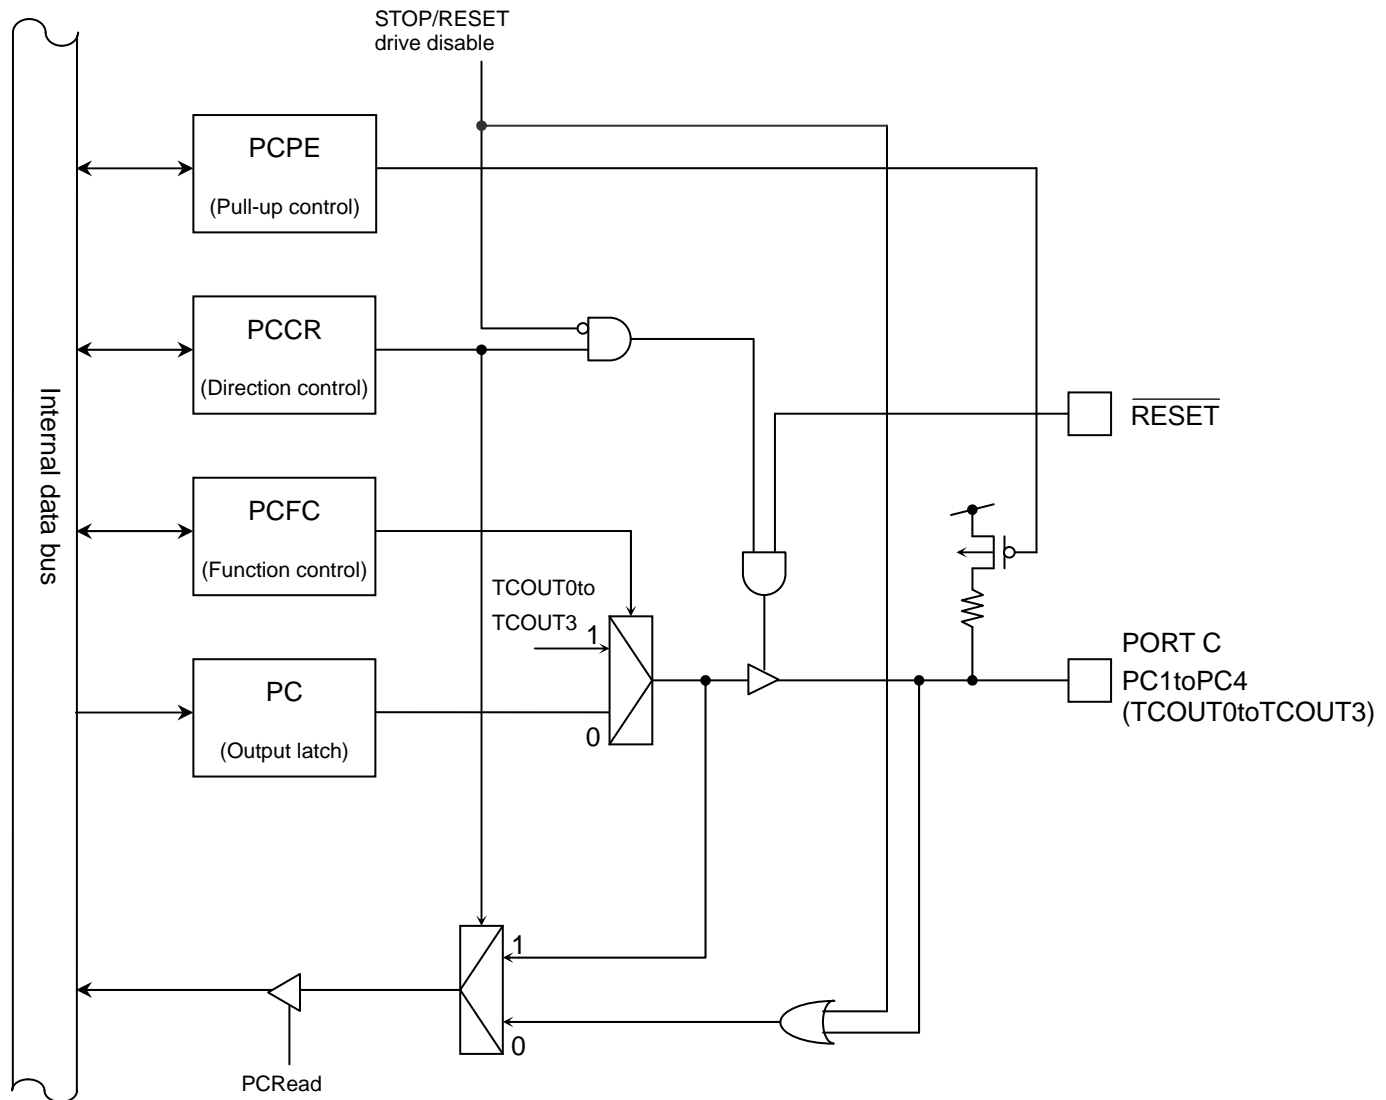 STOP/RESET
drive disable
PCPE
(Pull-up control)
PCCR
(Direction control)
Internal data bus
RESET
PCFC
(Function control)
TCOUT0to
TCOUT3
1
0
PC
(Output latch)
PORT C
PC1toPC4
(TCOUT0toTCOUT3)
1
0
PCRead